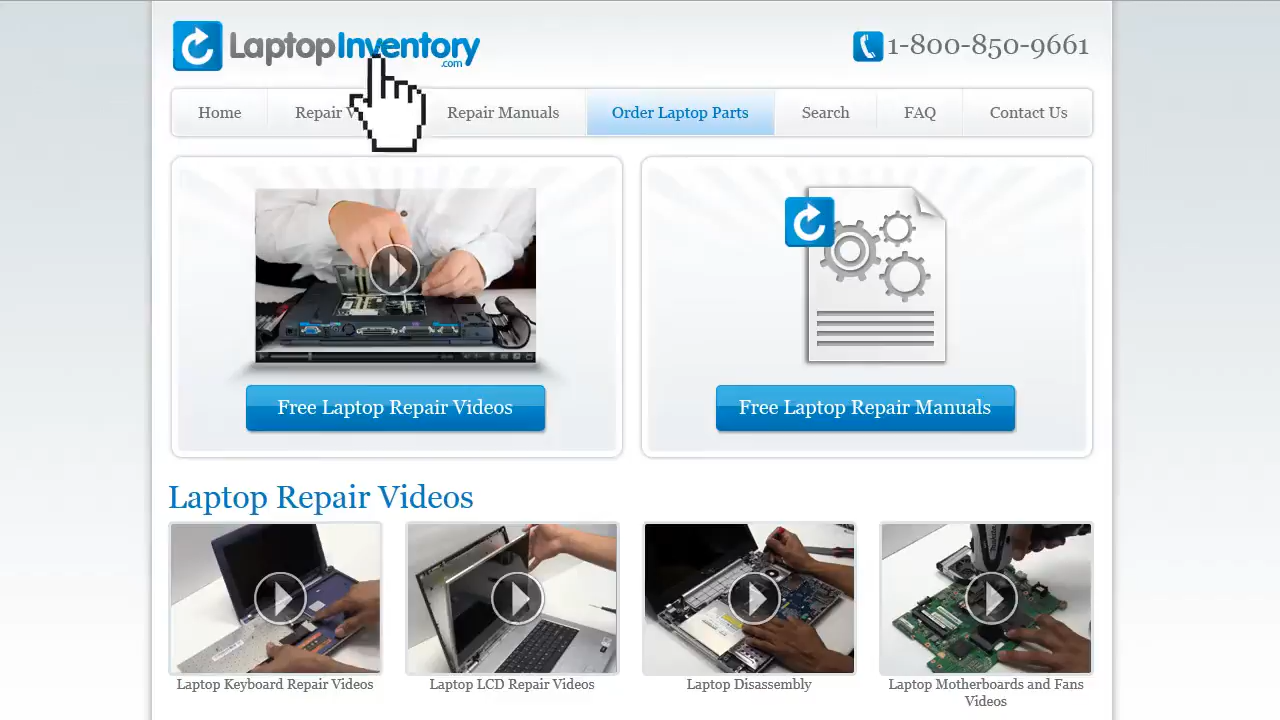 LaptopInventory
.com
1-800-850-9661
Home
Repair
Repair Manuals
Order Laptop Parts
Search
FAQ
Contact Us
Free Laptop Repair Videos
Free Laptop Repair Manuals
Laptop Repair Videos
Laptop Keyboard Repair Videos
Laptop LCD Repair Videos
Laptop Disassembly
Laptop Motherboards and Fans
Videos